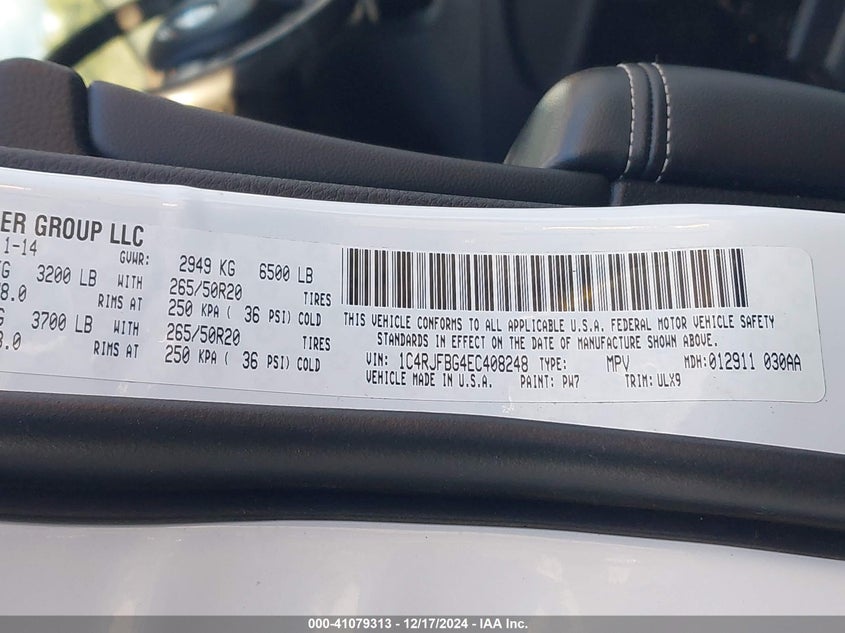 ER GROUP LLC
1-14
GVWR: 2949 KG 6500 LB
3200 LB WITH 265/50R20 TIRES
8.0 RIMS AT 250 KPA ( 36 PSI) COLD
3700 LB WITH 265/50R20 TIRES
8.0 RIMS AT 250 KPA ( 36 PSI) COLD
THIS VEHICLE CONFORMS TO ALL APPLICABLE U.S.A. FEDERAL MOTOR VEHICLE SAFETY
STANDARDS IN EFFECT ON THE DATE OF MANUFACTURE SHOWN ABOVE.
VIN: 1C4RJFBG4EC408248 TYPE: MPV MDH: 012911 030AA
VEHICLE MADE IN U.S.A. PAINT: PW7 TRIM: ULX9
000-41079313 - 12/17/2024 - IAA Inc.